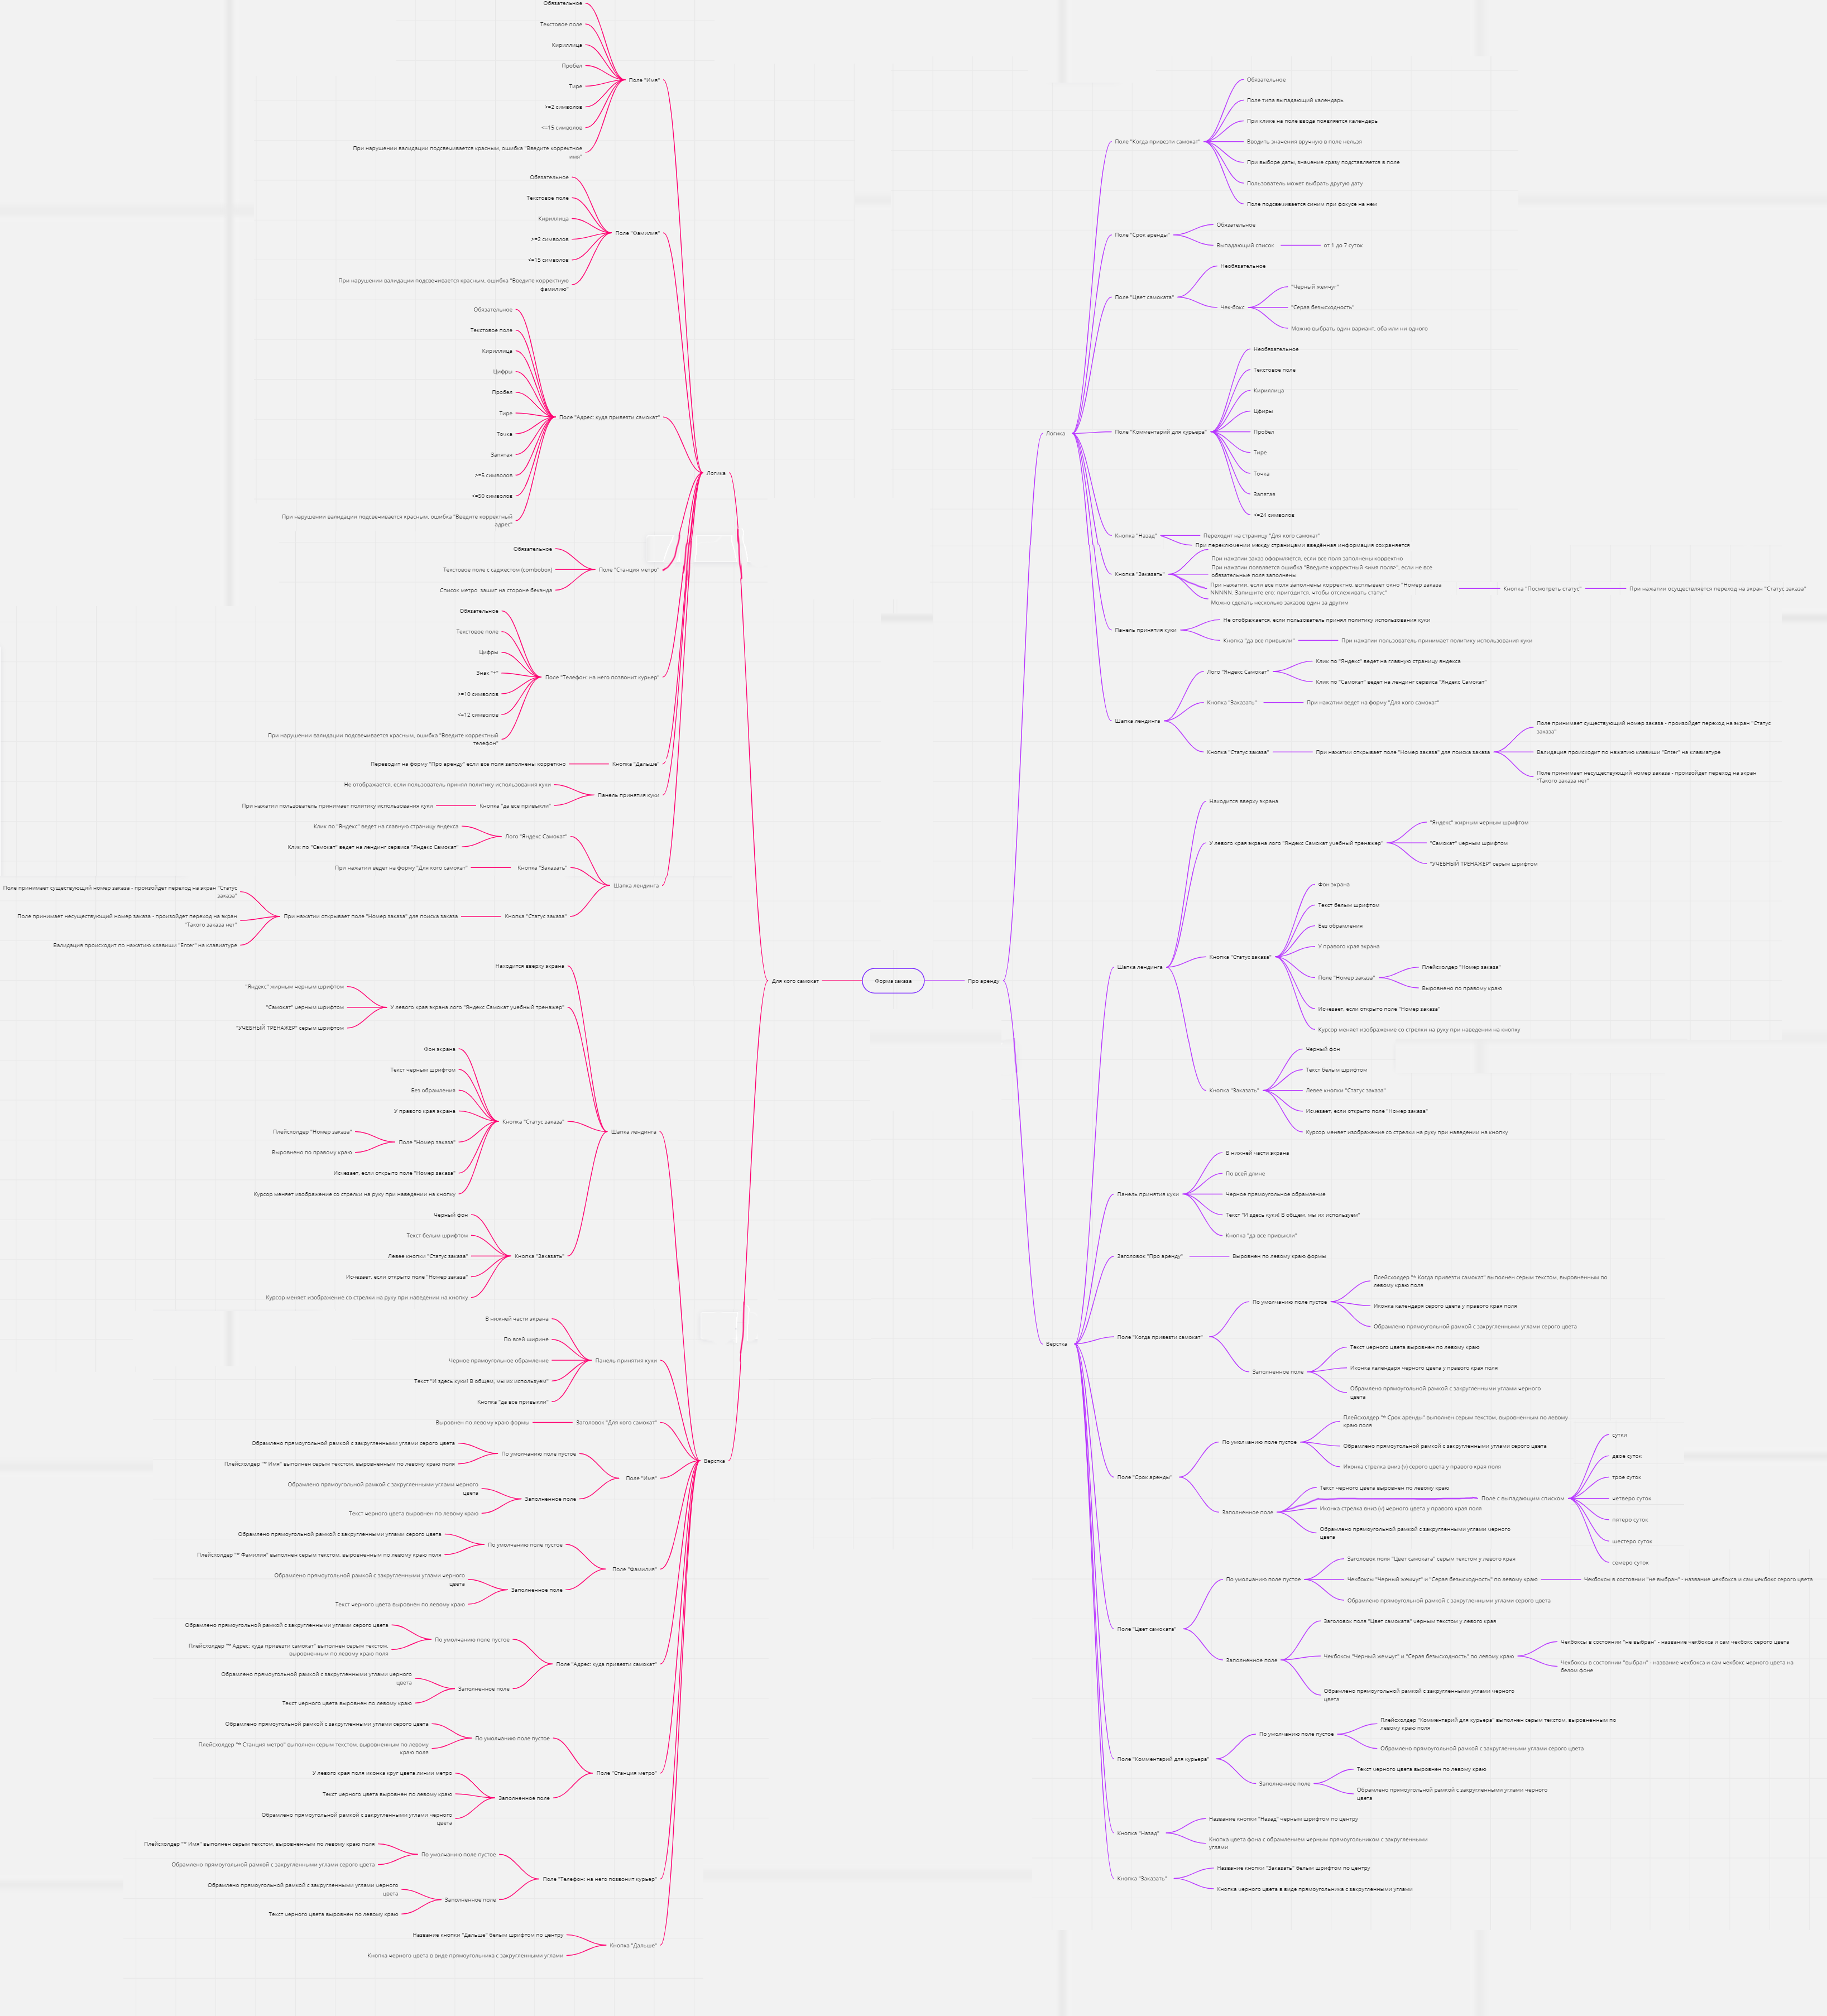 Форма заказа
Для кого самокат
Логика
Поле "Имя"
Обязательное
Текстовое поле
Кириллица
Пробел
Тире
>=2 символов
<=15 символов
При нарушении валидации подсвечивается красным, ошибка "Введите корректное
имя"
Поле "Фамилия"
Обязательное
Текстовое поле
Кириллица
>=2 символов
<=15 символов
При нарушении валидации подсвечивается красным, ошибка "Введите корректную
фамилию"
Поле "Адрес: куда привезти самокат"
Обязательное
Текстовое поле
Кириллица
Цифры
Пробел
Тире
Точка
Запятая
>=5 символов
<=50 символов
При нарушении валидации подсвечивается красным, ошибка "Введите корректный
адрес"
Поле "Станция метро"
Обязательное
Текстовое поле с саджестом (combobox)
Список метро зашит на стороне беканда
Поле "Телефон: на него позвонит курьер"
Обязательное
Текстовое поле
Цифры
Знак "+"
>=10 символов
<=12 символов
При нарушении валидации подсвечивается красным, ошибка "Введите корректный
телефон"
Кнопка "Дальше"
Переводит на форму "Про аренду" если все поля заполнены корреткно
Панель принятия куки
Не отображается, если пользователь принял политику использования куки
Кнопка "да все привыкли"
При нажатии пользователь принимает политику использования куки
Шапка лендинга
Лого "Яндекс Самокат"
Клик по "Яндекс" ведет на главную страницу яндекса
Клик по "Самокат" ведет на лендинг сервиса "Яндекс Самокат"
Кнопка "Заказать"
При нажатии ведет на форму "Для кого самокат"
Кнопка "Статус заказа"
При нажатии открывает поле "Номер заказа" для поиска заказа
Поле принимает существующий номер заказа - произойдет переход на экран "Статус
заказа"
Поле принимает несуществующий номер заказа - произойдет переход на экран
"Такого заказа нет"
Валидация происходит по нажатию клавиши "Enter" на клавиатуре
Верстка
Шапка лендинга
Находится вверху экрана
У левого края экрана лого "Яндекс Самокат учебный тренажер"
"Яндекс" жирным черным шрифтом
"Самокат" черным шрифтом
"УЧЕБНЫЙ ТРЕНАЖЕР" серым шрифтом
Кнопка "Статус заказа"
Фон экрана
Текст черным шрифтом
Без обрамления
У правого края экрана
Поле "Номер заказа"
Плейсхолдер "Номер заказа"
Выровнено по правому краю
Исчезает, если открыто поле "Номер заказа"
Курсор меняет изображение со стрелки на руку при наведении на кнопку
Кнопка "Заказать"
Черный фон
Текст белым шрифтом
Левее кнопки "Статус заказа"
Исчезает, если открыто поле "Номер заказа"
Курсор меняет изображение со стрелки на руку при наведении на кнопку
Панель принятия куки
В нижней части экрана
По всей ширине
Черное прямоугольное обрамление
Текст "И здесь куки! В общем, мы их используем"
Кнопка "да все привыкли"
Заголовок "Для кого самокат"
Выровнен по левому краю формы
Поле "Имя"
По умолчанию поле пустое
Обрамлено прямоугольной рамкой с закругленными углами серого цвета
Плейсхолдер "* Имя" выполнен серым текстом, выровненным по левому краю поля
Заполненное поле
Обрамлено прямоугольной рамкой с закругленными углами черного
цвета
Текст черного цвета выровнен по левому краю
Поле "Фамилия"
По умолчанию поле пустое
Обрамлено прямоугольной рамкой с закругленными углами серого цвета
Плейсхолдер "* Фамилия" выполнен серым текстом, выровненным по левому краю поля
Заполненное поле
Обрамлено прямоугольной рамкой с закругленными углами черного
цвета
Текст черного цвета выровнен по левому краю
Поле "Адрес: куда привезти самокат"
По умолчанию поле пустое
Обрамлено прямоугольной рамкой с закругленными углами серого цвета
Плейсхолдер "* Адрес: куда привезти самокат" выполнен серым текстом,
выровненным по левому краю поля
Заполненное поле
Обрамлено прямоугольной рамкой с закругленными углами черного
цвета
Текст черного цвета выровнен по левому краю
Поле "Станция метро"
По умолчанию поле пустое
Обрамлено прямоугольной рамкой с закругленными углами серого цвета
Плейсхолдер "* Станция метро" выполнен серым текстом, выровненным по левому
краю поля
Заполненное поле
У левого края поля иконка круг цвета линии метро
Текст черного цвета выровнен по левому краю
Обрамлено прямоугольной рамкой с закругленными углами черного
цвета
Поле "Телефон: на него позвонит курьер"
По умолчанию поле пустое
Плейсхолдер "* Имя" выполнен серым текстом, выровненным по левому краю поля
Обрамлено прямоугольной рамкой с закругленными углами серого цвета
Заполненное поле
Обрамлено прямоугольной рамкой с закругленными углами черного
цвета
Текст черного цвета выровнен по левому краю
Кнопка "Дальше"
Название кнопки "Дальше" белым шрифтом по центру
Кнопка черного цвета в виде прямоугольника с закругленными углами
Про аренду
Логика
Поле "Когда привезти самокат"
Обязательное
Поле типа выпадающий календарь
При клике на поле ввода появляется календарь
Вводить значения вручную в поле нельзя
При выборе даты, значение сразу подставляется в поле
Пользователь может выбрать другую дату
Поле подсвечивается синим при фокусе на нем
Поле "Срок аренды"
Обязательное
Выпадающий список
от 1 до 7 суток
Поле "Цвет самоката"
Необязательное
Чек-бокс
"Черный жемчуг"
"Серая безысходность"
Можно выбрать один вариант, оба или ни одного
Поле "Комментарий для курьера"
Необязательное
Текстовое поле
Кириллица
Цфиры
Пробел
Тире
Точка
Запятая
<=24 символов
Кнопка "Назад"
Переходит на страницу "Для кого самокат"
При переключении между страницами введённая информация сохраняется
Кнопка "Заказать"
При нажатии заказ оформляется, если все поля заполнены корректно
При нажатии появляется ошибка "Введите корректный <имя поля>", если не все
обязательные поля заполнены
При нажатии, если все поля заполнены корректно, всплывает окно "Номер заказа
NNNNN. Запишите его: пригодится, чтобы отслеживать статус"
Кнопка "Посмотреть статус"
При нажатии осуществляется переход на экран "Статус заказа"
Можно сделать несколько заказов один за другим
Панель принятия куки
Не отображается, если пользователь принял политику использования куки
Кнопка "да все привыкли"
При нажатии пользователь принимает политику использования куки
Шапка лендинга
Лого "Яндекс Самокат"
Клик по "Яндекс" ведет на главную страницу яндекса
Клик по "Самокат" ведет на лендинг сервиса "Яндекс Самокат"
Кнопка "Заказать"
При нажатии ведет на форму "Для кого самокат"
Кнопка "Статус заказа"
При нажатии открывает поле "Номер заказа" для поиска заказа
Поле принимает существующий номер заказа - произойдет переход на экран "Статус
заказа"
Валидация происходит по нажатию клавиши "Enter" на клавиатуре
Поле принимает несуществующий номер заказа - произойдет переход на экран
"Такого заказа нет"
Верстка
Шапка лендинга
Находится вверху экрана
У левого края экрана лого "Яндекс Самокат учебный тренажер"
"Яндекс" жирным черным шрифтом
"Самокат" черным шрифтом
"УЧЕБНЫЙ ТРЕНАЖЕР" серым шрифтом
Кнопка "Статус заказа"
Фон экрана
Текст белым шрифтом
Без обрамления
У правого края экрана
Поле "Номер заказа"
Плейсхолдер "Номер заказа"
Выровнено по правому краю
Исчезает, если открыто поле "Номер заказа"
Курсор меняет изображение со стрелки на руку при наведении на кнопку
Кнопка "Заказать"
Черный фон
Текст белым шрифтом
Левее кнопки "Статус заказа"
Исчезает, если открыто поле "Номер заказа"
Курсор меняет изображение со стрелки на руку при наведении на кнопку
Панель принятия куки
В нижней части экрана
По всей длине
Черное прямоугольное обрамление
Текст "И здесь куки! В общем, мы их используем"
Кнопка "да все привыкли"
Заголовок "Про аренду"
Выровнен по левому краю формы
Поле "Когда привезти самокат"
По умолчанию поле пустое
Плейсхолдер "* Когда привезти самокат" выполнен серым текстом, выровненным по
левому краю поля
Иконка календаря серого цвета у правого края поля
Обрамлено прямоугольной рамкой с закругленными углами серого цвета
Заполненное поле
Текст черного цвета выровнен по левому краю
Иконка календаря черного цвета у правого края поля
Обрамлено прямоугольной рамкой с закругленными углами черного
цвета
Поле "Срок аренды"
По умолчанию поле пустое
Плейсхолдер "* Срок аренды" выполнен серым текстом, выровненным по левому
краю поля
Обрамлено прямоугольной рамкой с закругленными углами серого цвета
Иконка стрелка вниз (v) серого цвета у правого края поля
Заполненное поле
Текст черного цвета выровнен по левому краю
Поле с выпадающим списком
сутки
двое суток
трое суток
четверо суток
пятеро суток
шестеро суток
семеро суток
Иконка стрелка вниз (v) черного цвета у правого края поля
Обрамлено прямоугольной рамкой с закругленными углами черного
цвета
Поле "Цвет самоката"
По умолчанию поле пустое
Заголовок поля "Цвет самоката" серым текстом у левого края
Чекбоксы "Черный жемчуг" и "Серая безысходность" по левому краю
Чекбоксы в состоянии "не выбран" - название чекбокса и сам чекбокс серого цвета
Обрамлено прямоугольной рамкой с закругленными углами серого цвета
Заполненное поле
Заголовок поля "Цвет самоката" черным текстом у левого края
Чекбоксы "Черный жемчуг" и "Серая безысходность" по левому краю
Чекбоксы в состоянии "не выбран" - название чекбокса и сам чекбокс серого цвета
Чекбоксы в состоянии "выбран" - название чекбокса и сам чекбокс черного цвета на
белом фоне
Обрамлено прямоугольной рамкой с закругленными углами черного
цвета
Поле "Комментарий для курьера"
По умолчанию поле пустое
Плейсхолдер "Комментарий для курьера" выполнен серым текстом, выровненным по
левому краю поля
Обрамлено прямоугольной рамкой с закругленными углами серого цвета
Заполненное поле
Текст черного цвета выровнен по левому краю
Обрамлено прямоугольной рамкой с закругленными углами черного
цвета
Кнопка "Назад"
Название кнопки "Назад" черным шрифтом по центру
Кнопка цвета фона с обрамлением черным прямоугольником с закругленными
углами
Кнопка "Заказать"
Название кнопки "Заказать" белым шрифтом по центру
Кнопка черного цвета в виде прямоугольника с закругленными углами